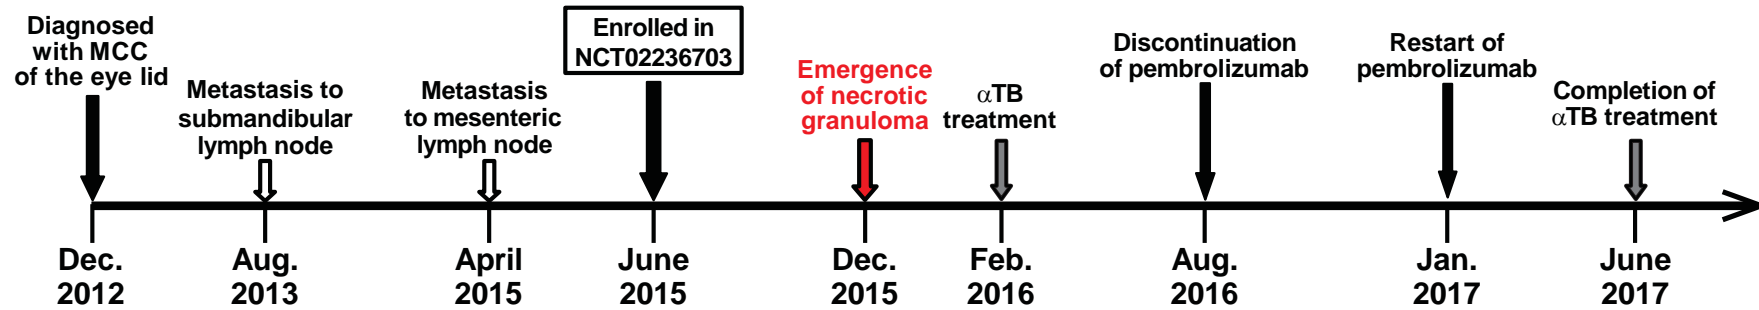 Diagnosed
with MCC
of the eye lid
Metastasis to
submandibular
lymph node
Metastasis
to mesenteric
lymph node
Enrolled in
NCT02236703
Emergence
of necrotic
granuloma
αTB
treatment
Discontinuation
of pembrolizumab
Restart of
pembrolizumab
Completion of
αTB treatment
Dec.
2012
Aug.
2013
April
2015
June
2015
Dec.
2015
Feb.
2016
Aug.
2016
Jan.
2017
June
2017